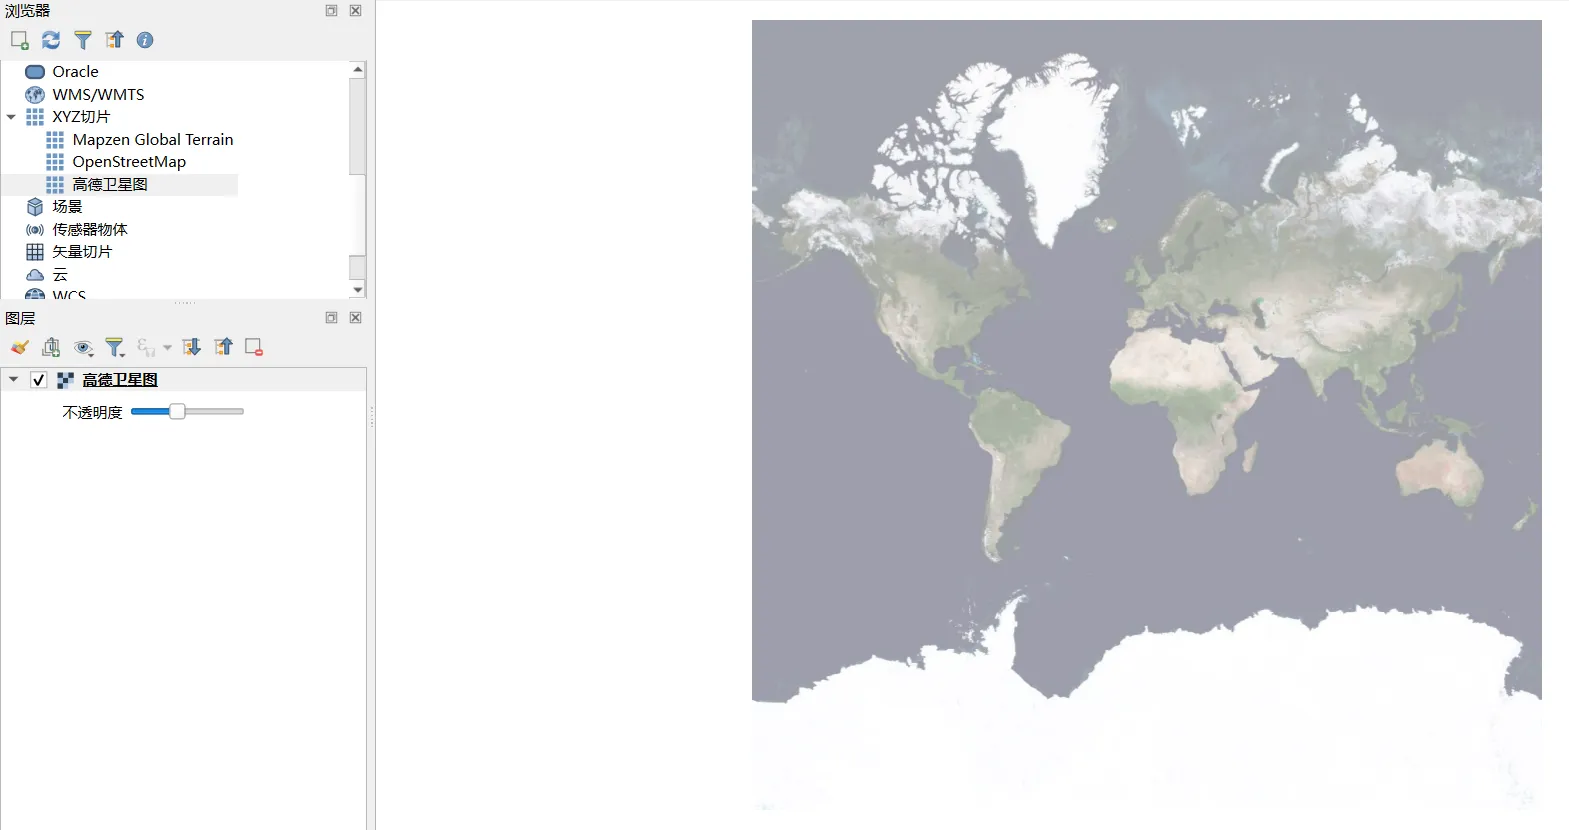 浏览器
Oracle
WMS/WMTS
XYZ切片
Mapzen Global Terrain
OpenStreetMap
高德卫星图
场景
传感器物体
矢量切片
云
WCS
图层
高德卫星图
不透明度